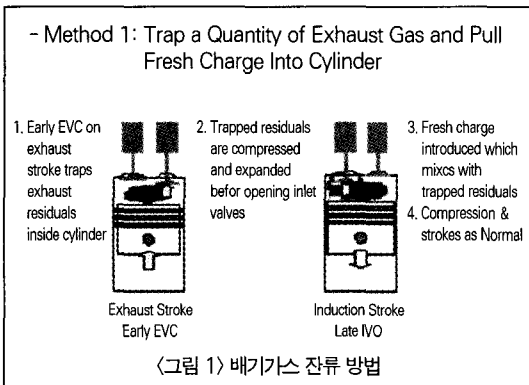 - Method 1: Trap a Quantity of Exhaust Gas and Pull
Fresh Charge Into Cylinder
1. Early EVC on
exhaust
stroke traps
exhaust
residuals
inside cylinder
2. Trapped residuals
are compressed
and expanded
befor opening inlet
valves
3. Fresh charge
introduced which
mixcs with
trapped residuals
4. Compression &
strokes as Normal
Exhaust Stroke
Early EVC
Induction Stroke
Late IVO
〈그림 1〉 배기가스 잔류 방법